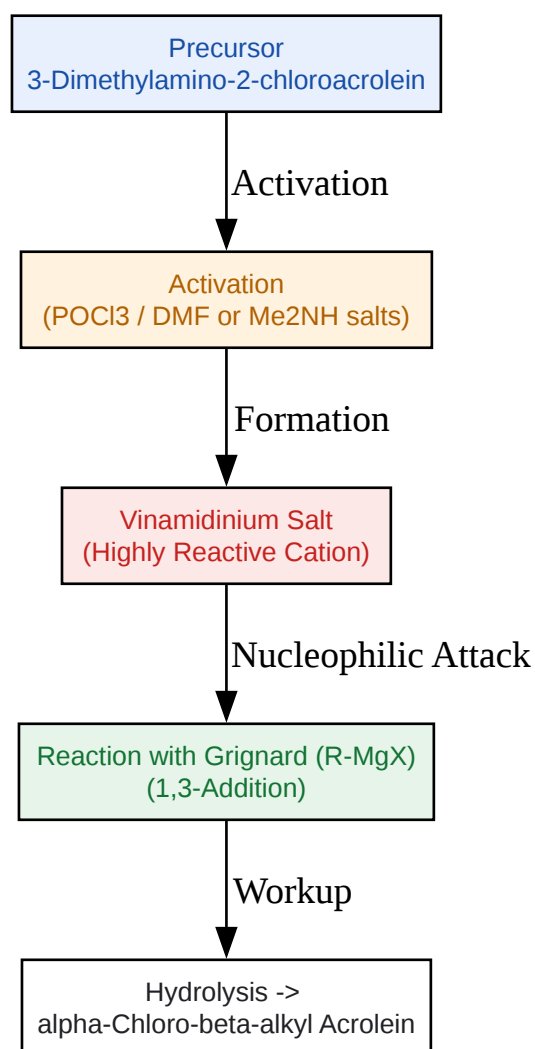 Precursor
3-Dimethylamino-2-chloroacrolein
Activation
Activation
(POCl3 / DMF or Me2NH salts)
Formation
Vinamidinium Salt
(Highly Reactive Cation)
Nucleophilic Attack
Reaction with Grignard (R-MgX)
(1,3-Addition)
Workup
Hydrolysis ->
alpha-Chloro-beta-alkyl Acrolein